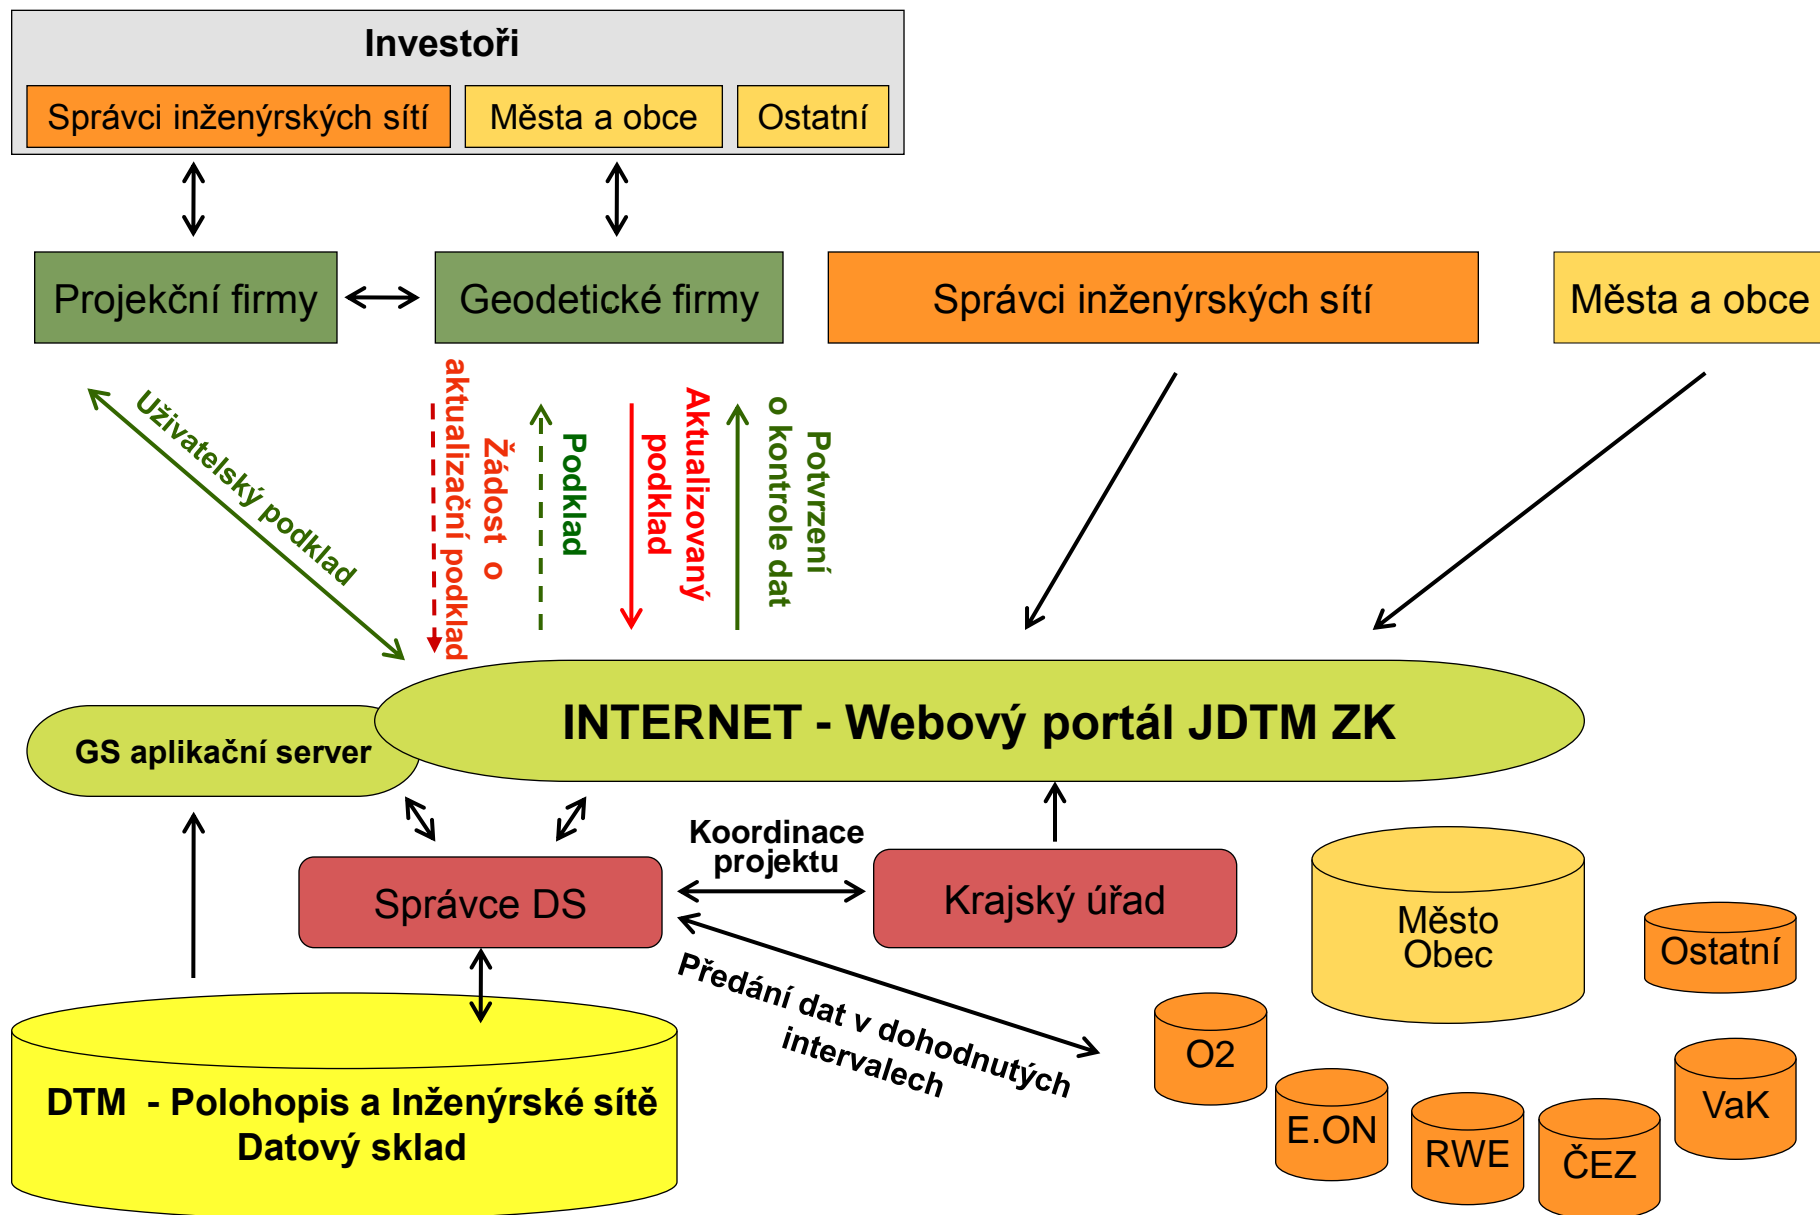 Investoři
Správci inženýrských sítí
Města a obce
Ostatní
Projekční firmy
Geodetické firmy
Správci inženýrských sítí
Města a obce
Uživatelský podklad
Žádost o
aktualizační podklad
Podklad
Aktualizovaný
podklad
Potvrzení
o kontrole dat
INTERNET - Webový portál JDTM ZK
GS aplikační server
Koordinace
projektu
Správce DS
Krajský úřad
Město
Obec
Ostatní
Předání dat v dohodnutých
intervalech
O2
E.ON
RWE
ČEZ
VaK
DTM - Polohopis a Inženýrské sítě
Datový sklad